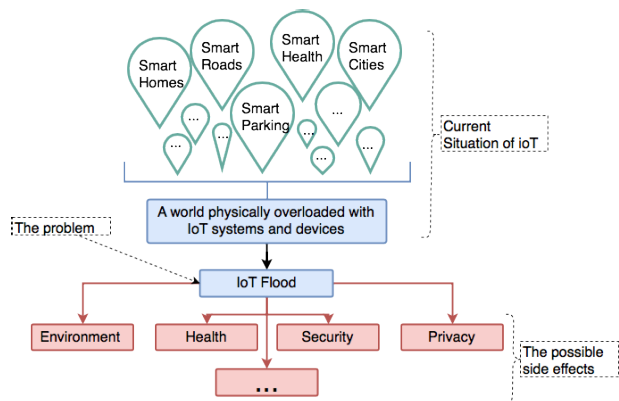 Smart
Homes
Smart
Roads
Smart
Health
Smart
Cities
Smart
Parking
...
...
...
...
...
...
...
Current
Situation of ioT
A world physically overloaded with
IoT systems and devices
The problem
IoT Flood
Environment
Health
Security
Privacy
...
The possible
side effects